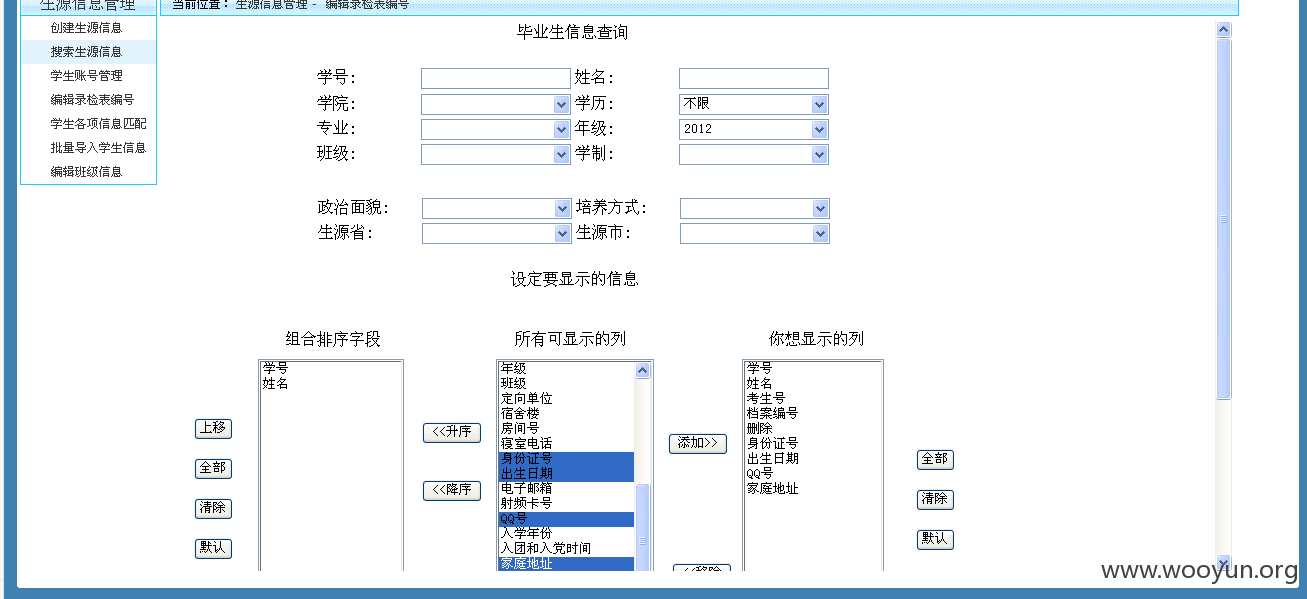 生源信息管理
当前位置： 生源信息管理 - 编辑录检表编号
创建生源信息
搜索生源信息
学生账号管理
编辑录检表编号
学生各项信息匹配
批量导入学生信息
编辑班级信息
毕业生信息查询
学号： 姓名：
学院： 学历： 不限
专业： 年级： 2012
班级： 学制：
政治面貌： 培养方式：
生源省： 生源市：
设定要显示的信息
组合排序字段
学号
姓名
上移
全部
清除
默认
<<升序
<<降序
所有可显示的列
年级
班级
定向单位
宿舍楼
房间号
寝室电话
身份证号
出生日期
电子邮箱
射频卡号
QQ号
入学年份
入团和入党时间
家庭地址
添加>>
<<移除
你想显示的列
学号
姓名
考生号
档案编号
删除
身份证号
出生日期
QQ号
家庭地址
全部
清除
默认
www.wooyun.org